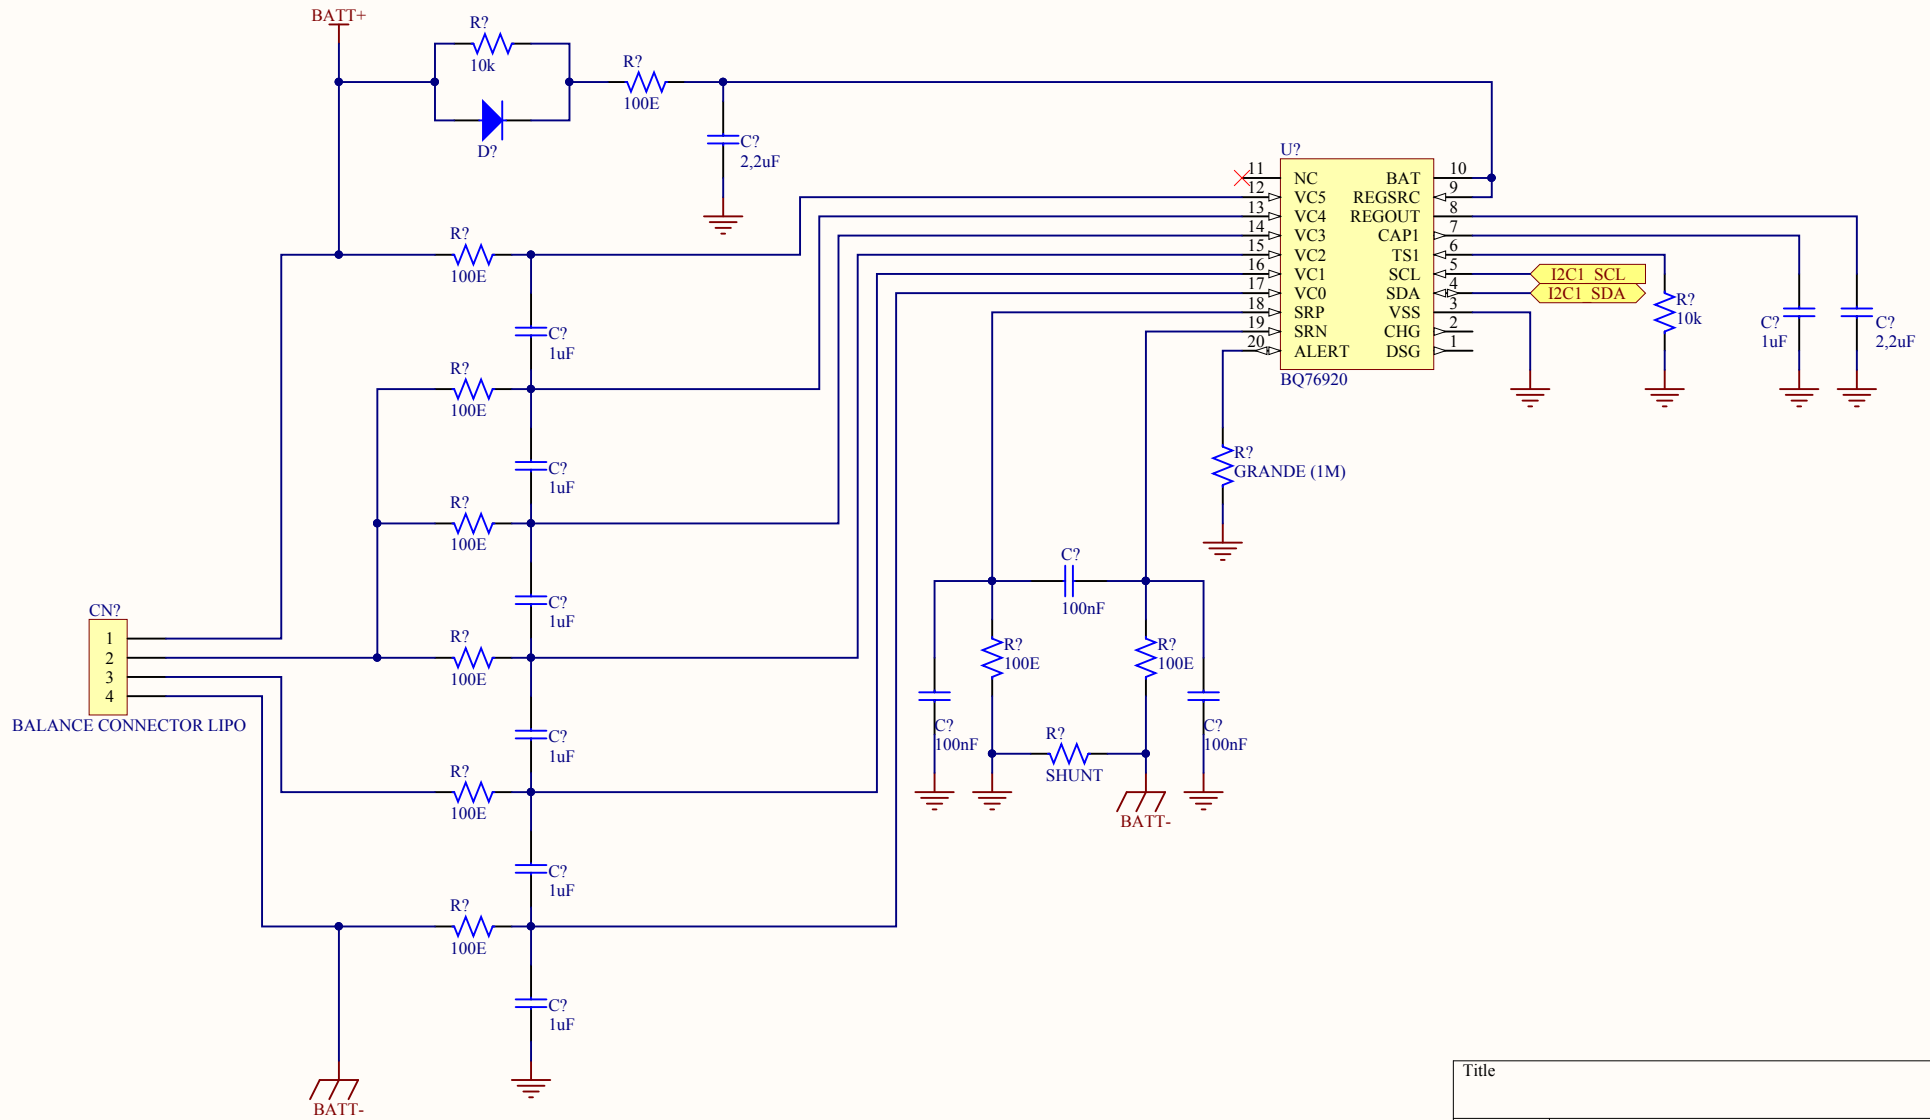 BATT+
R?
10k
D?
R?
100E
C?
2,2uF
R?
100E
C?
1uF
R?
100E
C?
1uF
R?
100E
C?
1uF
R?
100E
C?
1uF
R?
100E
C?
1uF
R?
100E
C?
1uF
BATT-
CN?
1
2
3
4
BALANCE CONNECTOR LIPO
U?
11 NC BAT 10
12 VC5 REGSRC 9
13 VC4 REGOUT 8
14 VC3 CAP1 7
15 VC2 TS1 6
16 VC1 SCL 5
17 VC0 SDA 4
18 SRP VSS 3
19 SRN CHG 2
20 ALERT DSG 1
BQ76920
I2C1_SCL
I2C1_SDA
R?
10k
C?
1uF
C?
2,2uF
R?
GRANDE (1M)
C?
100nF
R?
100E
R?
100E
C?
100nF
R?
SHUNT
C?
100nF
BATT-
Title